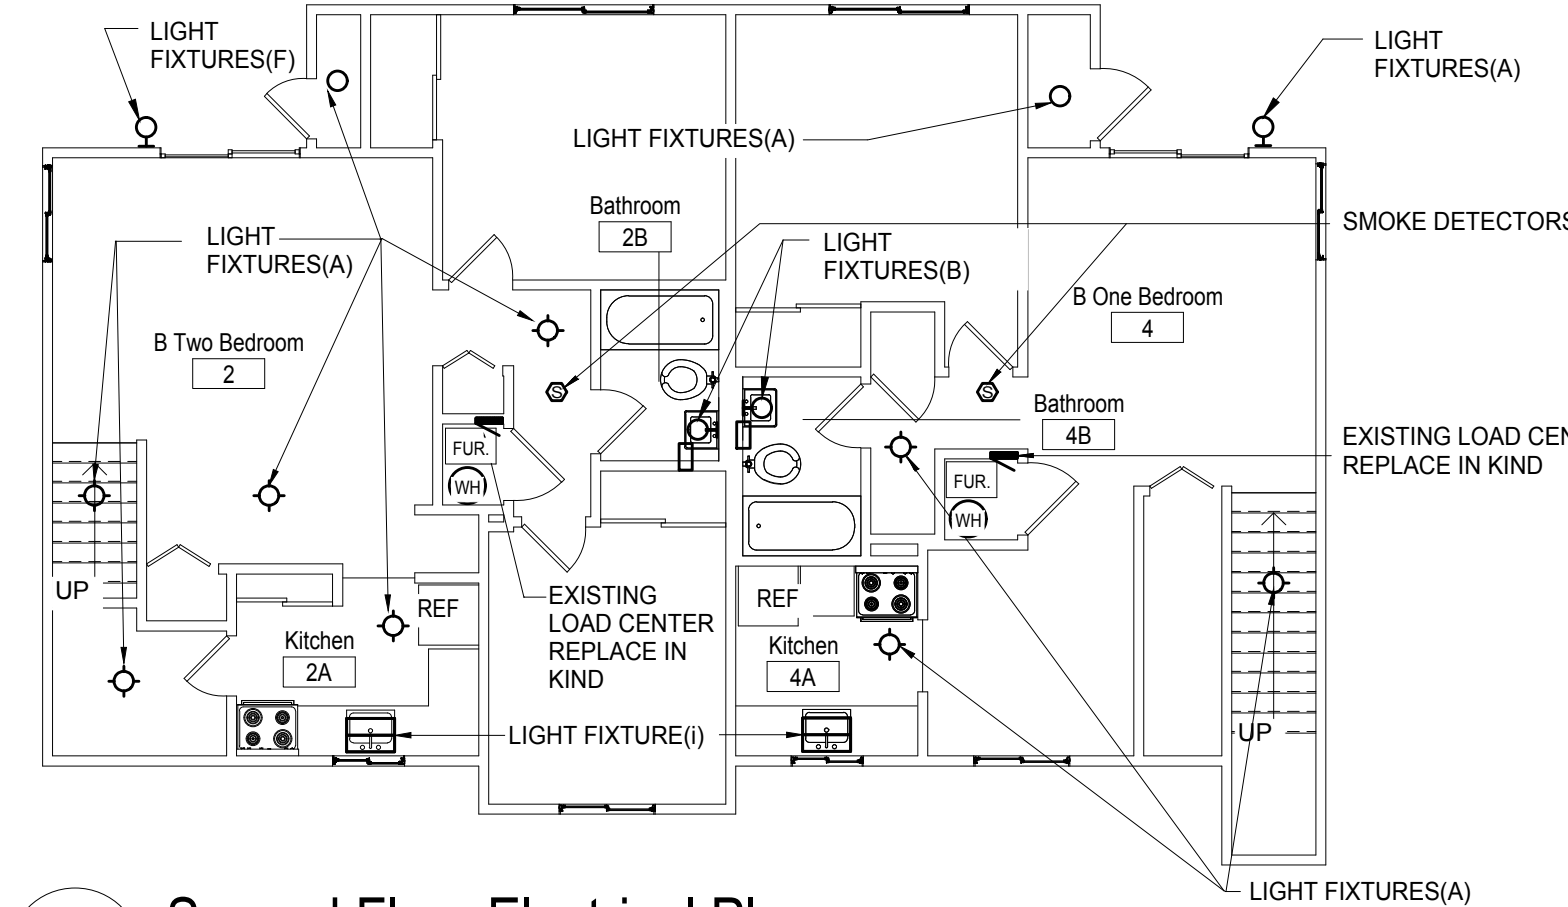 LIGHT
FIXTURES(F)
LIGHT
FIXTURES(A)
LIGHT FIXTURES(A)
Bathroom
2B
LIGHT
FIXTURES(A)
LIGHT
FIXTURES(B)
SMOKE DETECTORS
B One Bedroom
4
B Two Bedroom
2
S
S
Bathroom
4B
FUR.
WH
EXISTING LOAD CEN
REPLACE IN KIND
FUR.
WH
UP
REF
EXISTING
LOAD CENTER
REPLACE IN
KIND
REF
Kitchen
2A
Kitchen
4A
LIGHT FIXTURE(i)
UP
LIGHT FIXTURES(A)